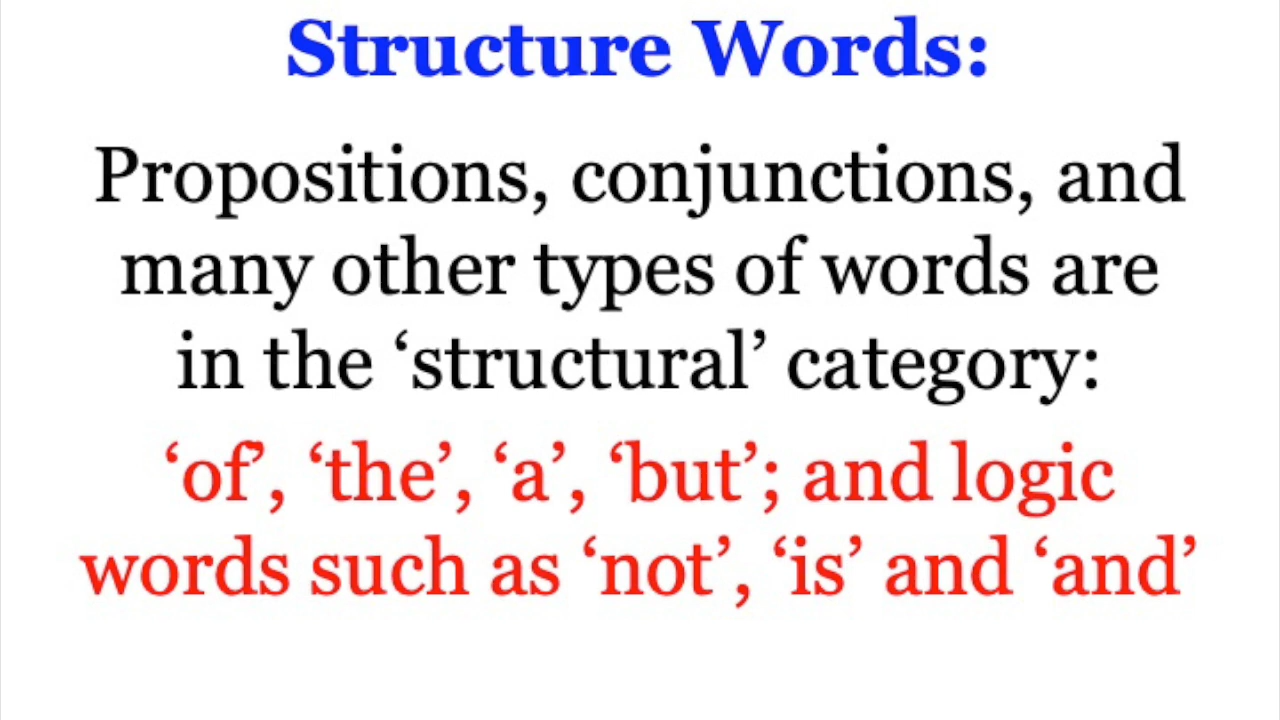 Structure Words:
Propositions, conjunctions, and
many other types of words are
in the ‘structural’ category:
‘of’, ‘the’, ‘a’, ‘but’; and logic
words such as ‘not’, ‘is’ and ‘and’